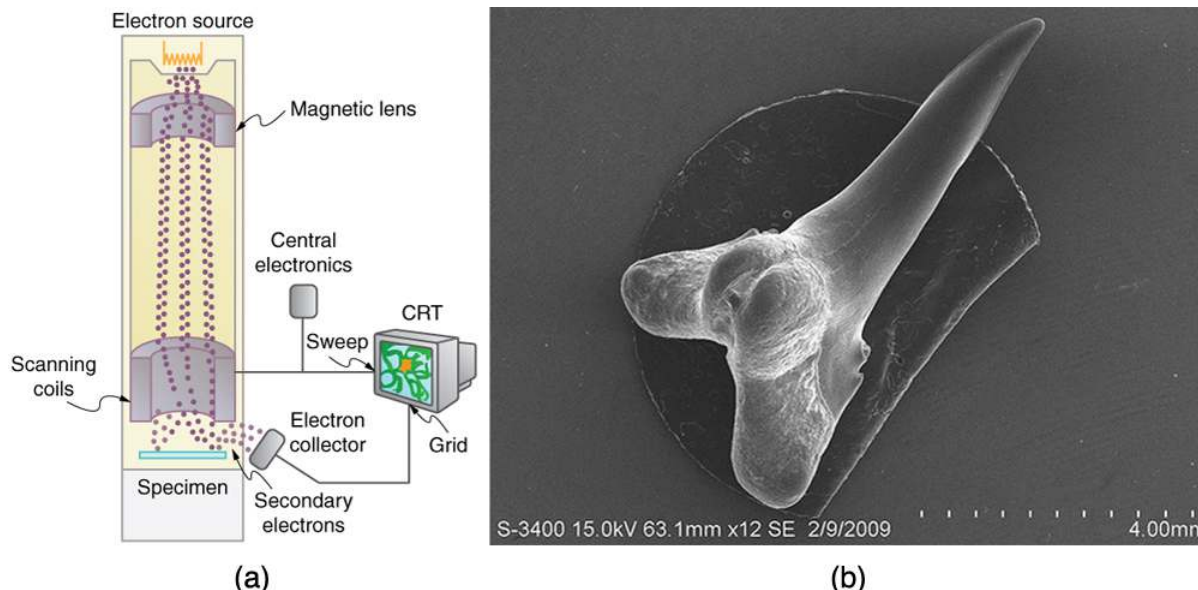 Electron source
Magnetic lens
Central
electronics
CRT
Sweep
Scanning
coils
Electron
collector
Grid
Specimen
Secondary
electrons
S-3400 15.0kV 63.1mm x12 SE 2/9/2009
4.00mm
(a)
(b)